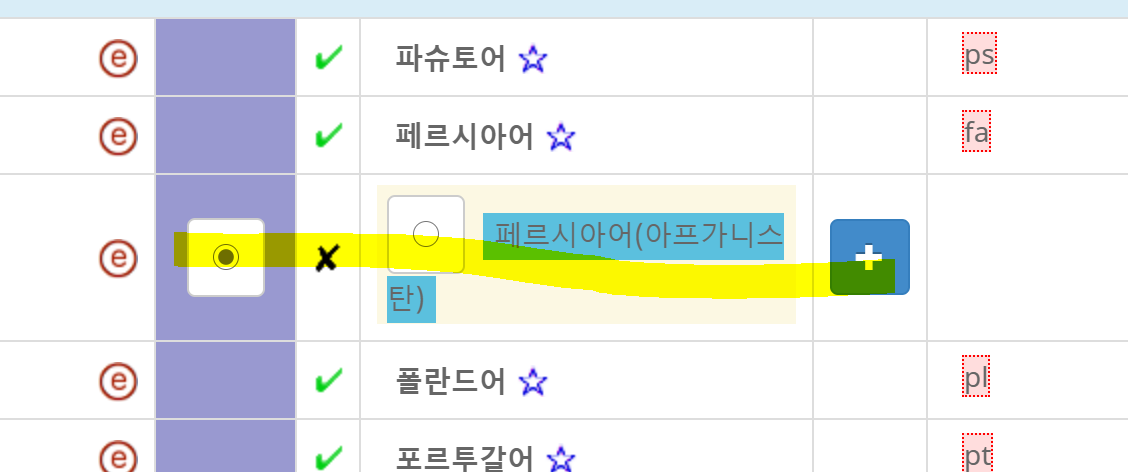 ⓔ ✔ 파슈토어 ☆ ps
ⓔ ✔ 페르시아어 ☆ fa
ⓔ ✘ 페르시아어(아프가니스
탄) +
ⓔ ✔ 폴란드어 ☆ pl
ⓔ ✔ 포르투갈어 ☆ pt